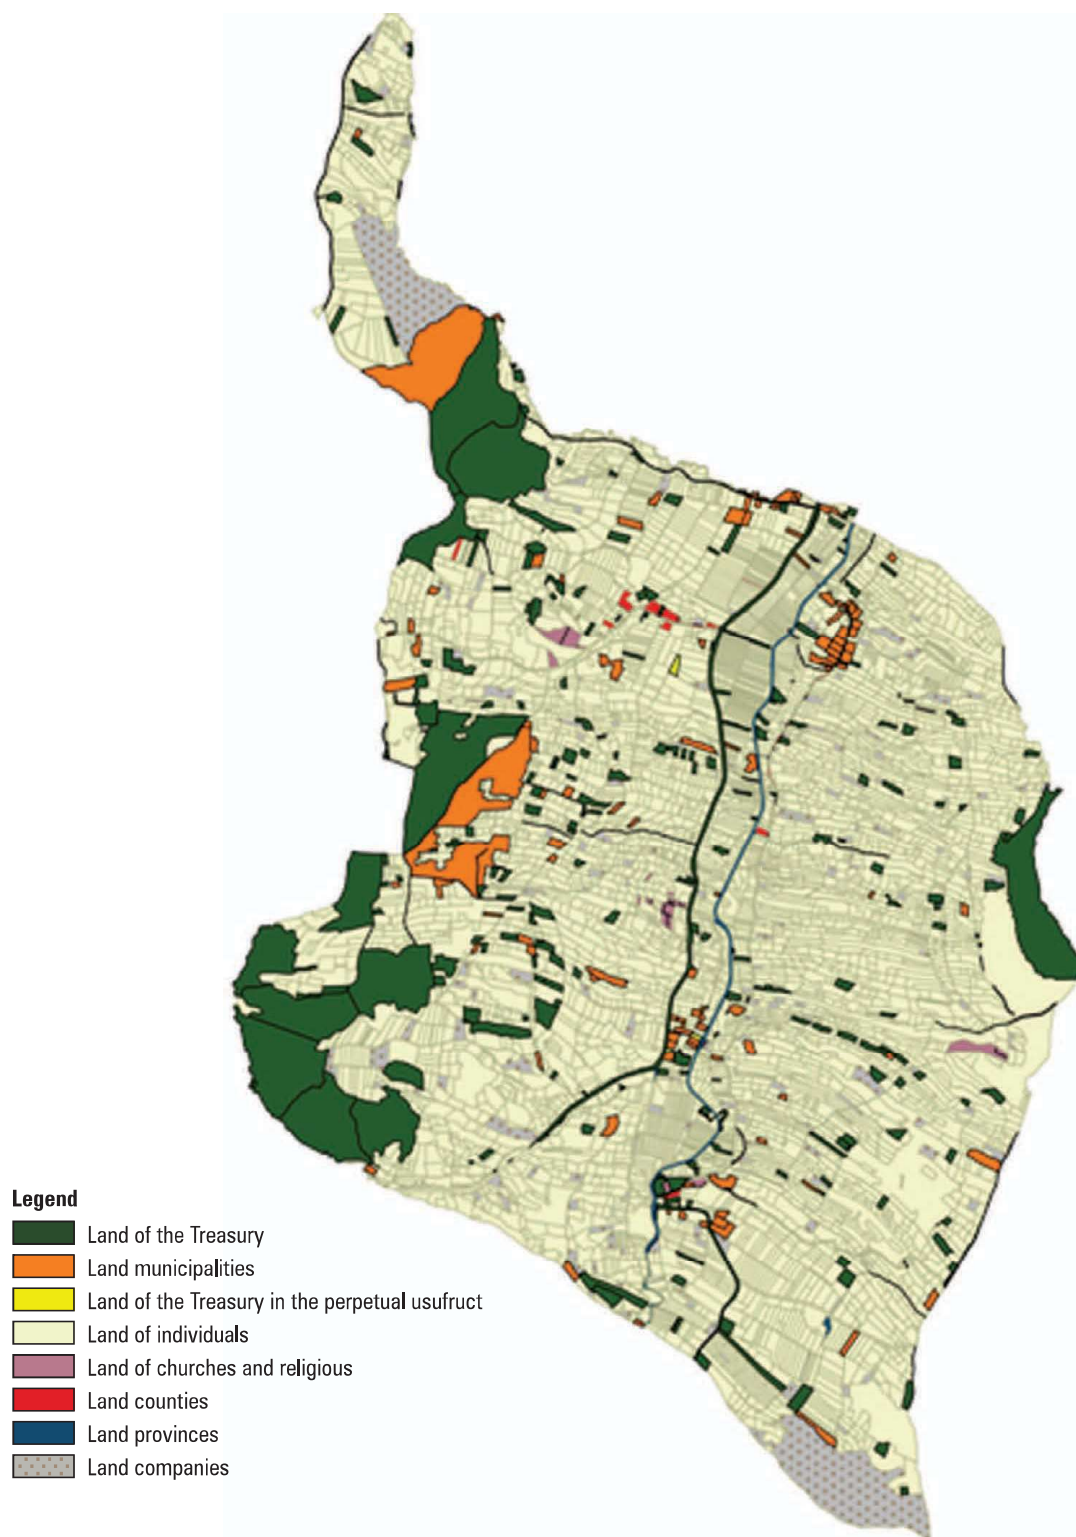 Legend
Land of the Treasury
Land municipalities
Land of the Treasury in the perpetual usufruct
Land of individuals
Land of churches and religious
Land counties
Land provinces
Land companies